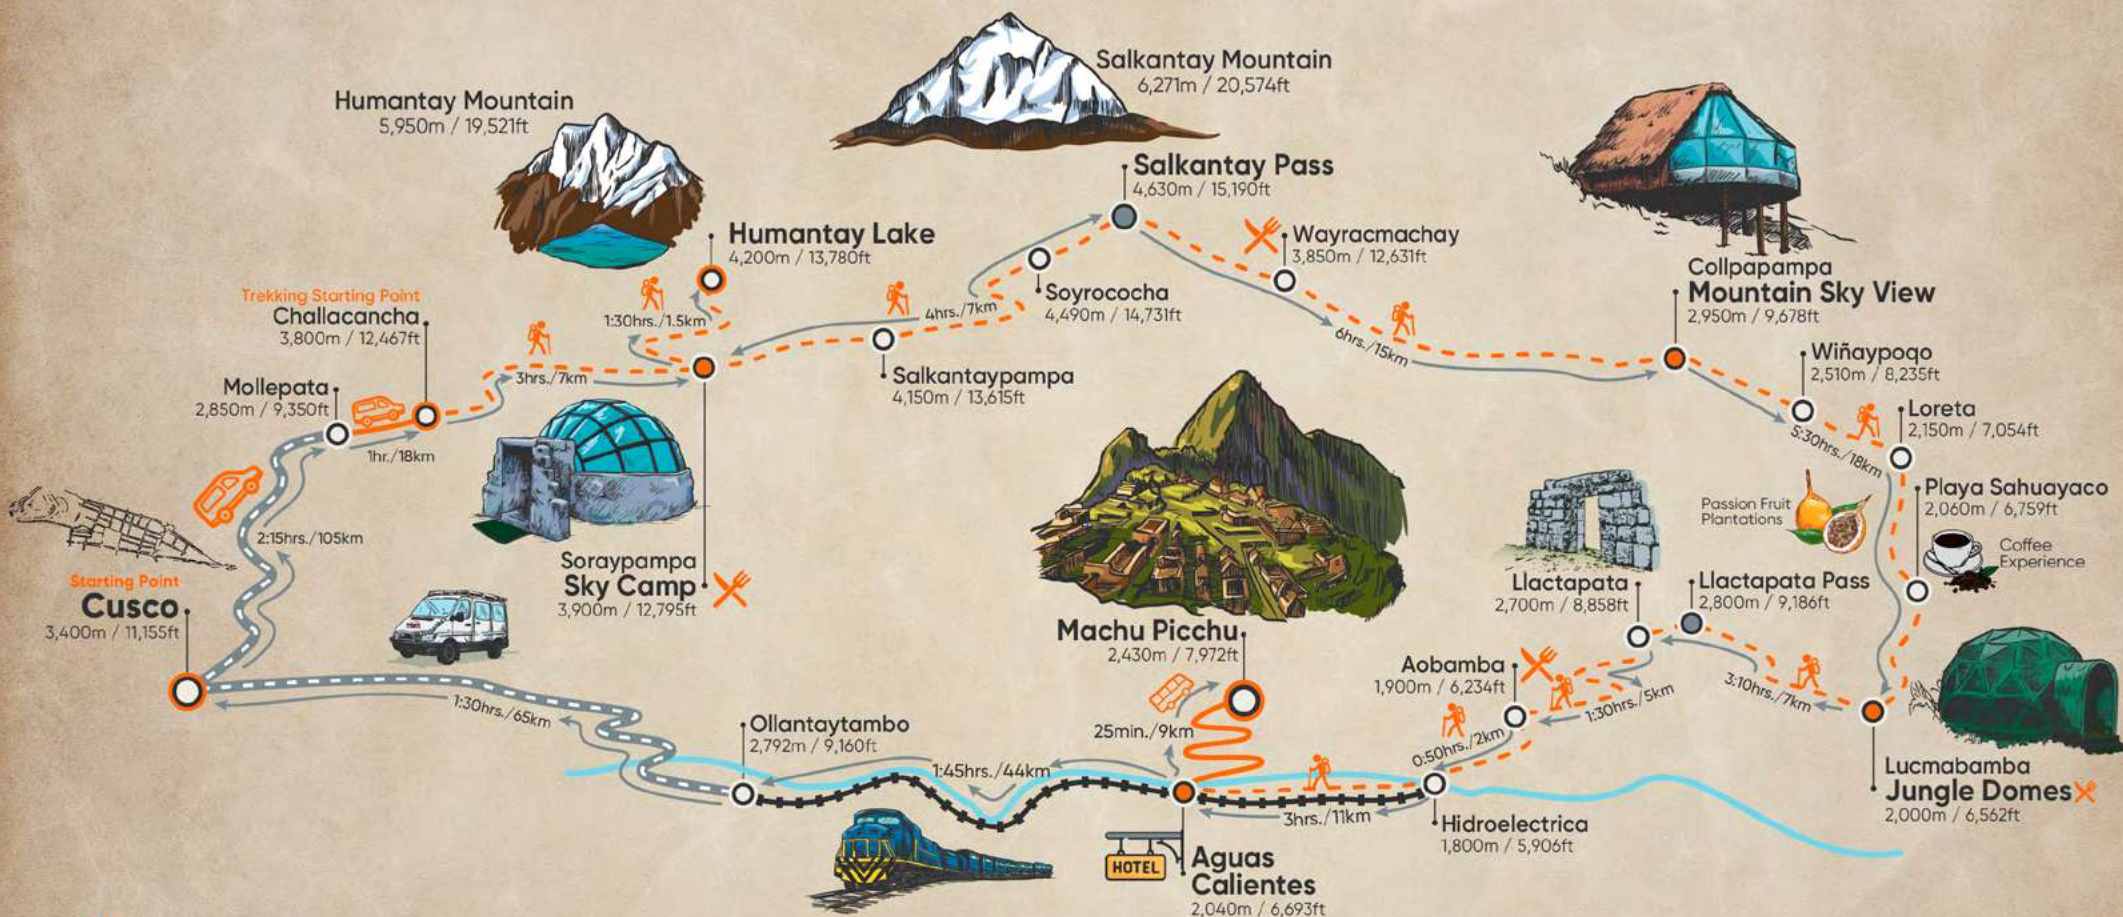 Salkantay Mountain
6,271m / 20,574ft
Humantay Mountain
5,950m / 19,521ft
Salkantay Pass
4,630m / 15,190ft
Humantay Lake
4,200m / 13,780ft
Wayracmachay
3,850m / 12,631ft
Collpapampa
Mountain Sky View
2,950m / 9,678ft
Trekking Starting Point
Challacancha
3,800m / 12,467ft
1:30hrs./1.5km
4hrs./7km
Soyrococha
4,490m / 14,731ft
6hrs./15km
Wiñaypoqo
2,510m / 8,235ft
Mollepata
2,850m / 9,350ft
3hrs./7km
Salkantaypampa
4,150m / 13,615ft
Loreta
2,150m / 7,054ft
1hr./18km
5:30hrs./18km
Passion Fruit
Plantations
Playa Sahuayaco
2,060m / 6,759ft
2:15hrs./105km
Coffee
Experience
Soraypampa
Sky Camp
3,900m / 12,795ft
Starting Point
Cusco
3,400m / 11,155ft
Llactapata
2,700m / 8,858ft
Llactapata Pass
2,800m / 9,186ft
Machu Picchu
2,430m / 7,972ft
Aobamba
1,900m / 6,234ft
1:30hrs./5km
3:10hrs./7km
1:30hrs./65km
Ollantaytambo
2,792m / 9,160ft
25min./9km
0:50hrs./2km
1:45hrs./44km
Lucmabamba
Jungle Domes
2,000m / 6,562ft
3hrs./11km
Hidroelectrica
1,800m / 5,906ft
HOTEL
Aguas
Calientes
2,040m / 6,693ft